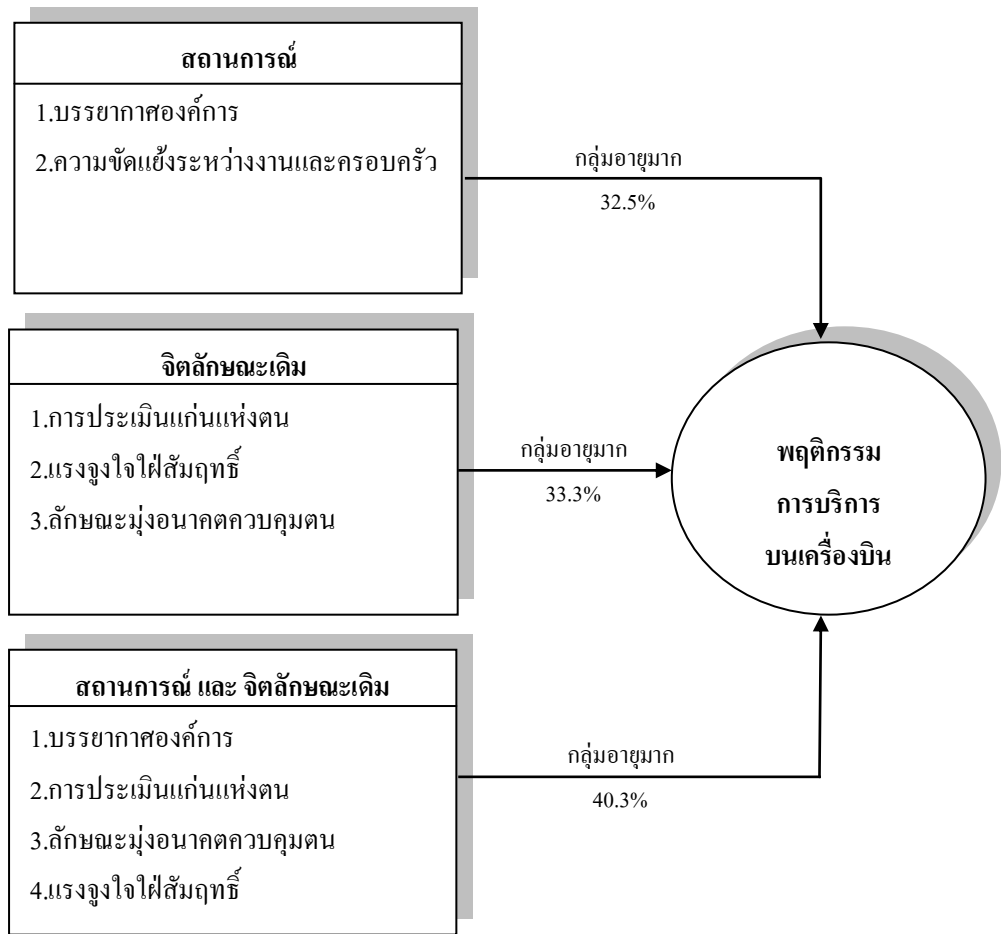 สถานการณ์
1.บรรยากาศองค์การ
2.ความขัดแย้งระหว่างงานและครอบครัว
กลุ่มอายุมาก
32.5%
จิตลักษณะเดิม
1.การประเมินแก่นแห่งตน
2.แรงจูงใจใฝ่สัมฤทธิ์
3.ลักษณะมุ่งอนาคตควบคุมตน
กลุ่มอายุมาก
33.3%
พฤติกรรม
การบริการ
บนเครื่องบิน
สถานการณ์ และ จิตลักษณะเดิม
1.บรรยากาศองค์การ
2.การประเมินแก่นแห่งตน
3.ลักษณะมุ่งอนาคตควบคุมตน
4.แรงจูงใจใฝ่สัมฤทธิ์
กลุ่มอายุมาก
40.3%